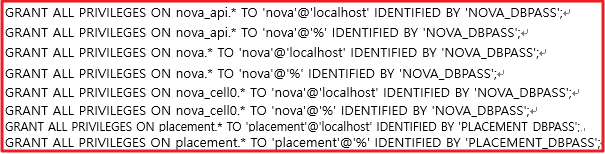 GRANT ALL PRIVILEGES ON nova_api.* TO 'nova'@'localhost' IDENTIFIED BY 'NOVA_DBPASS';
GRANT ALL PRIVILEGES ON nova_api.* TO 'nova'@'%' IDENTIFIED BY 'NOVA_DBPASS';
GRANT ALL PRIVILEGES ON nova.* TO 'nova'@'localhost' IDENTIFIED BY 'NOVA_DBPASS';
GRANT ALL PRIVILEGES ON nova.* TO 'nova'@'%' IDENTIFIED BY 'NOVA_DBPASS';
GRANT ALL PRIVILEGES ON nova_cell0.* TO 'nova'@'localhost' IDENTIFIED BY 'NOVA_DBPASS';
GRANT ALL PRIVILEGES ON nova_cell0.* TO 'nova'@'%' IDENTIFIED BY 'NOVA_DBPASS';
GRANT ALL PRIVILEGES ON placement.* TO 'placement'@'localhost' IDENTIFIED BY 'PLACEMENT_DBPASS';
GRANT ALL PRIVILEGES ON placement.* TO 'placement'@'%' IDENTIFIED BY 'PLACEMENT_DBPASS';